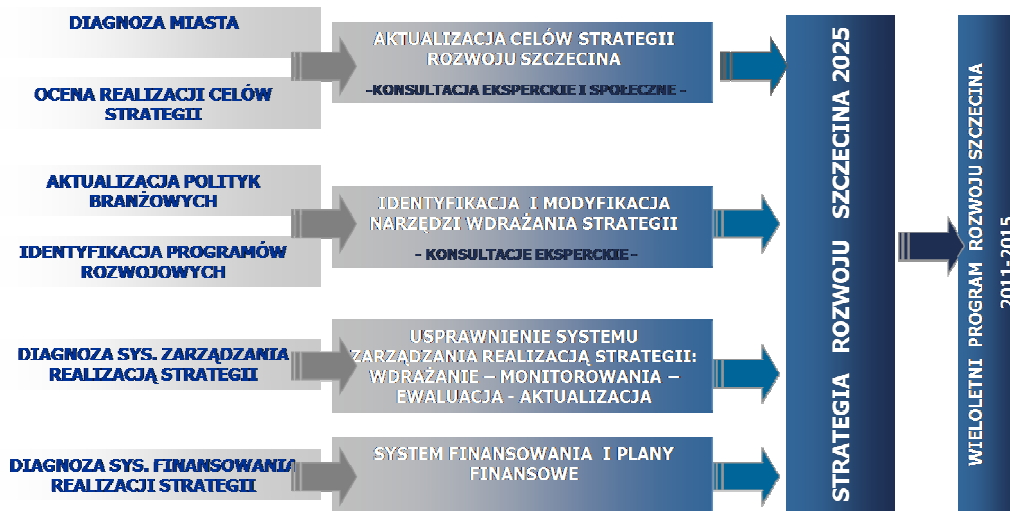 DIAGNOZA MIASTA
OCENA REALIZACJI CELÓW
STRATEGII
AKTUALIZACJA CELÓW STRATEGII
ROZWOJU SZCZECINA
-KONSULTACJA EKSPERCKIE I SPOŁECZNE -
AKTUALIZACJA POLITYK
BRANŻOWYCH
IDENTYFIKACJA PROGRAMÓW
ROZWOJOWYCH
IDENTYFIKACJA I MODYFIKACJA
NARZĘDZI WDRAŻANIA STRATEGII
- KONSULTACJE EKSPERCKIE -
DIAGNOZA SYS. ZARZĄDZANIA
REALIZACJĄ STRATEGII
USPRAWNIENIE SYSTEMU
ZARZĄDZANIA REALIZACJĄ STRATEGII:
WDRAŻANIE – MONITOROWANIA –
EWALUACJA - AKTUALIZACJA
DIAGNOZA SYS. FINANSOWANIA
REALIZACJI STRATEGII
SYSTEM FINANSOWANIA I PLANY
FINANSOWE
STRATEGIA ROZWOJU SZCZECINA 2025
WIELOLETNI PROGRAM ROZWOJU SZCZECINA
2011-2015